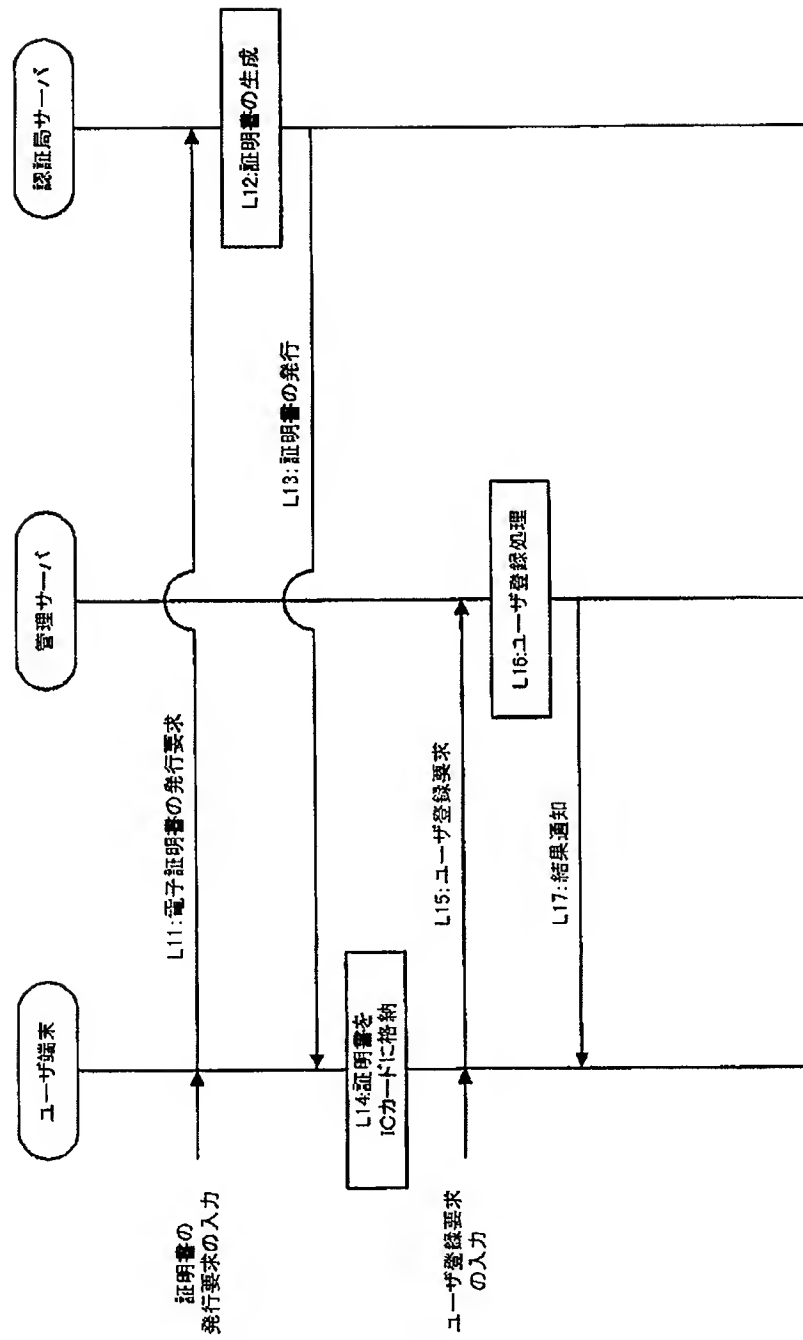 ユーザ端末
管理サーバ
認証局サーバ
証明書の
発行要求の入力
L11:電子証明書の発行要求
L12:証明書の生成
L13:証明書の発行
L14:証明書を
ICカードに格納
ユーザ登録要求
の入力
L15:ユーザ登録要求
L16:ユーザ登録処理
L17:結果通知